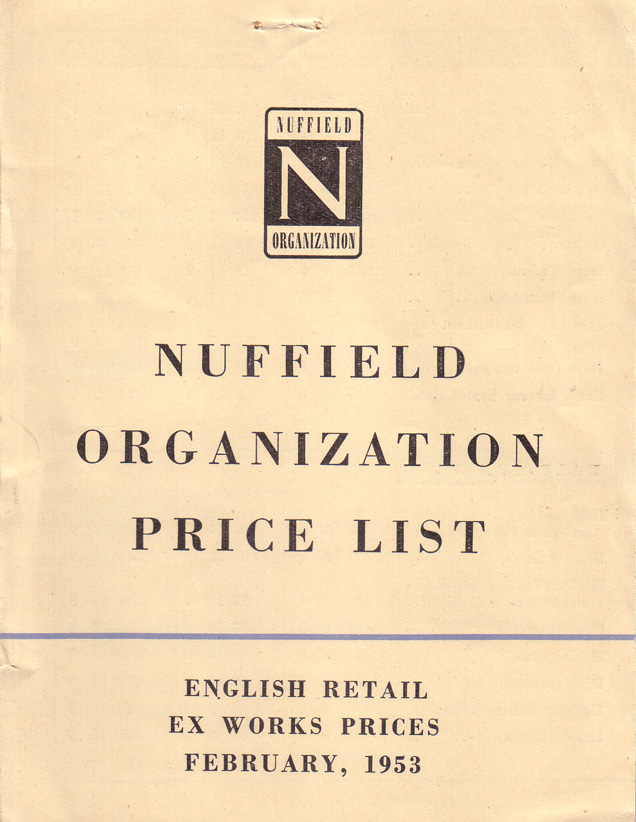 NUFFIELD
N
ORGANIZATION
NUFFIELD
ORGANIZATION
PRICE LIST
ENGLISH RETAIL
EX WORKS PRICES
FEBRUARY, 1953